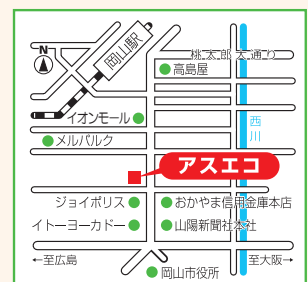 岡山駅
N
桃太郎大通り
高島屋
イオンモール
西川
メルパルク
アスエコ
ジョイポリス
おかやま信用金庫本店
イトーヨーカドー
山陽新聞社本社
←至広島
至大阪→
岡山市役所